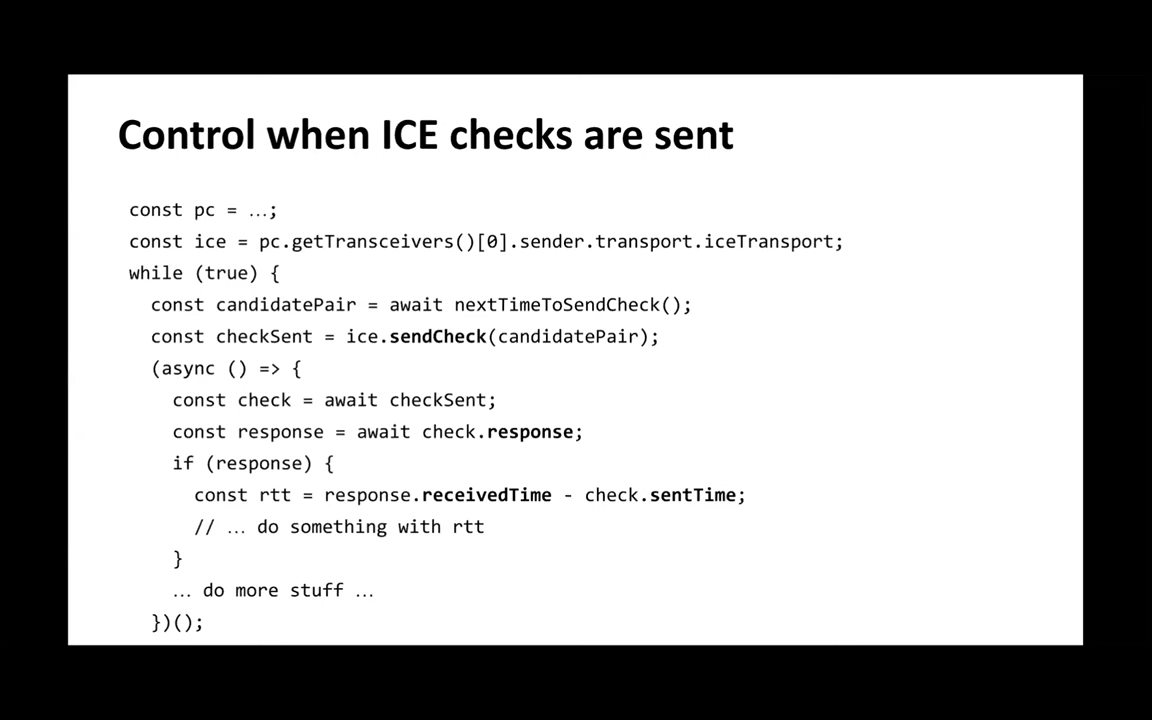 Control when ICE checks are sent
const pc = …;
const ice = pc.getTransceivers()[0].sender.transport.iceTransport;
while (true) {
  const candidatePair = await nextTimeToSendCheck();
  const checkSent = ice.sendCheck(candidatePair);
  (async () => {
    const check = await checkSent;
    const response = await check.response;
    if (response) {
      const rtt = response.receivedTime - check.sentTime;
      // … do something with rtt
    }
    … do more stuff …
  })();